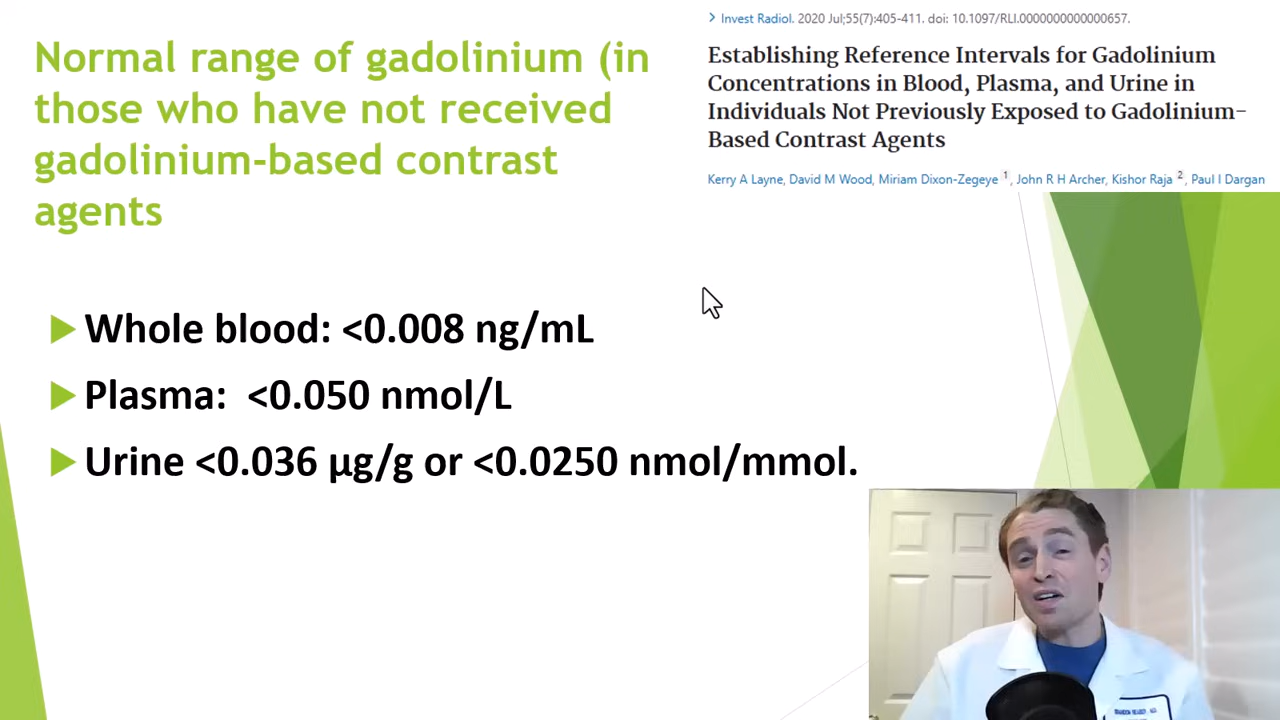 Normal range of gadolinium (in
those who have not received
gadolinium-based contrast
agents
> Invest Radiol. 2020 Jul;55(7):405-411. doi: 10.1097/RLI.0000000000000657.
Establishing Reference Intervals for Gadolinium
Concentrations in Blood, Plasma, and Urine in
Individuals Not Previously Exposed to Gadolinium-
Based Contrast Agents
Kerry A Layne, David M Wood, Miriam Dixon-Zegeye 1, John R H Archer, Kishor Raja 2, Paul I Dargan
Whole blood: <0.008 ng/mL
Plasma: <0.050 nmol/L
Urine <0.036 µg/g or <0.0250 nmol/mmol.
BRANDON